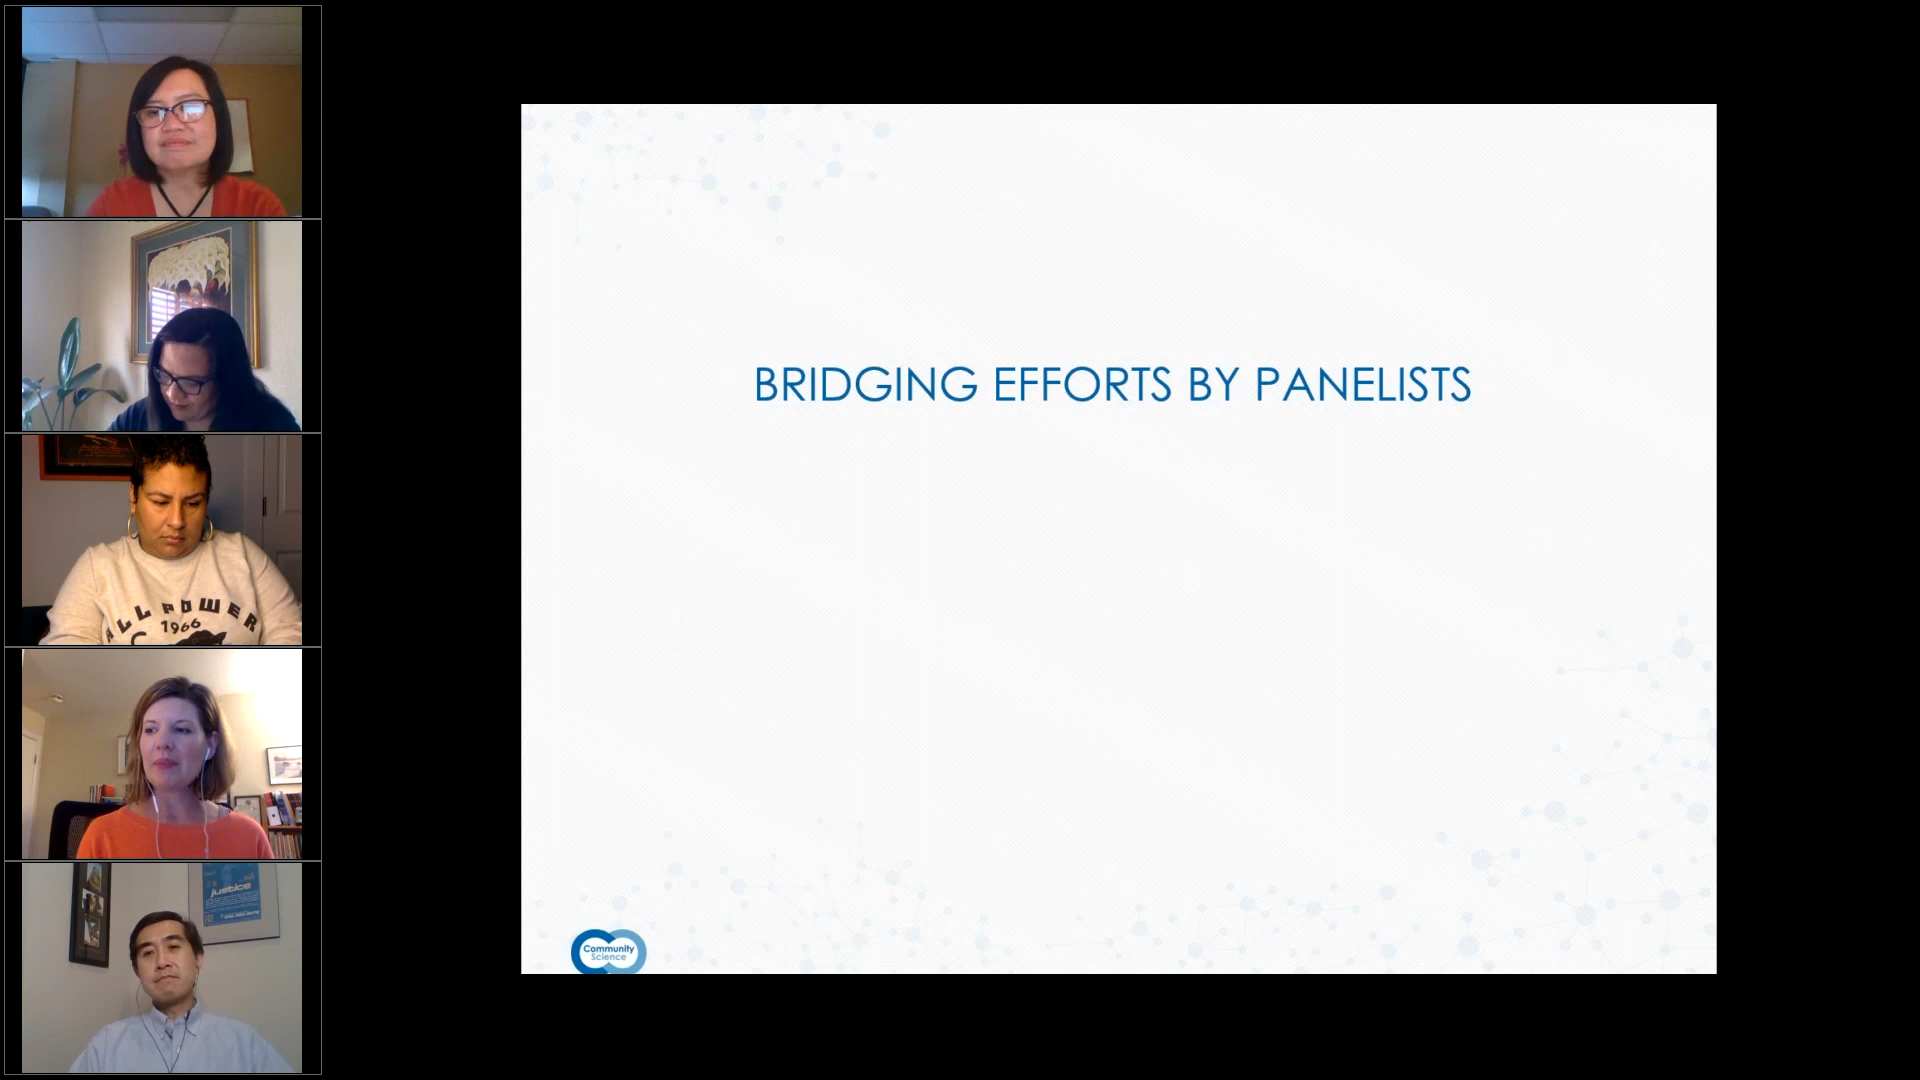 BRIDGING EFFORTS BY PANELISTS
ALL POWER
1966
justice
Community
Science